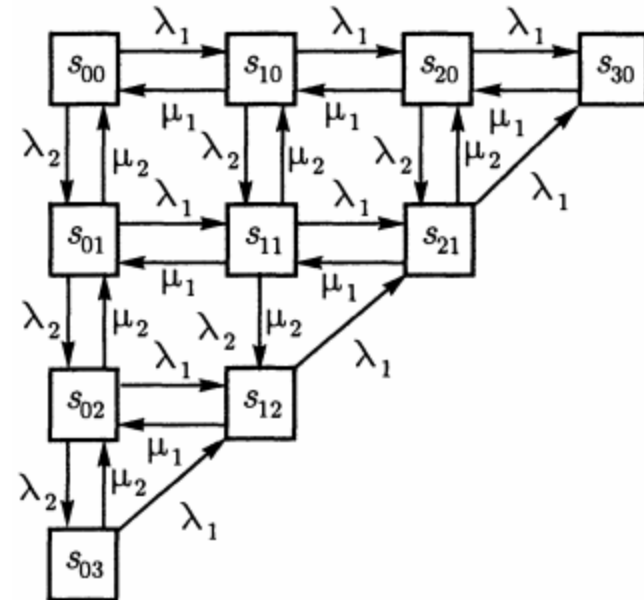 λ₁ λ₁ λ₁
s₀₀ s₁₀ s₂₀ s₃₀
μ₁ μ₁ μ₁
λ₂ μ₂ λ₂ μ₂ λ₂ μ₂
λ₁ λ₁ λ₁
s₀₁ s₁₁ s₂₁
μ₁ μ₁
λ₂ μ₂ λ₂ μ₂
λ₁ λ₁
s₀₂ s₁₂
μ₁
λ₂ μ₂
λ₁
s₀₃